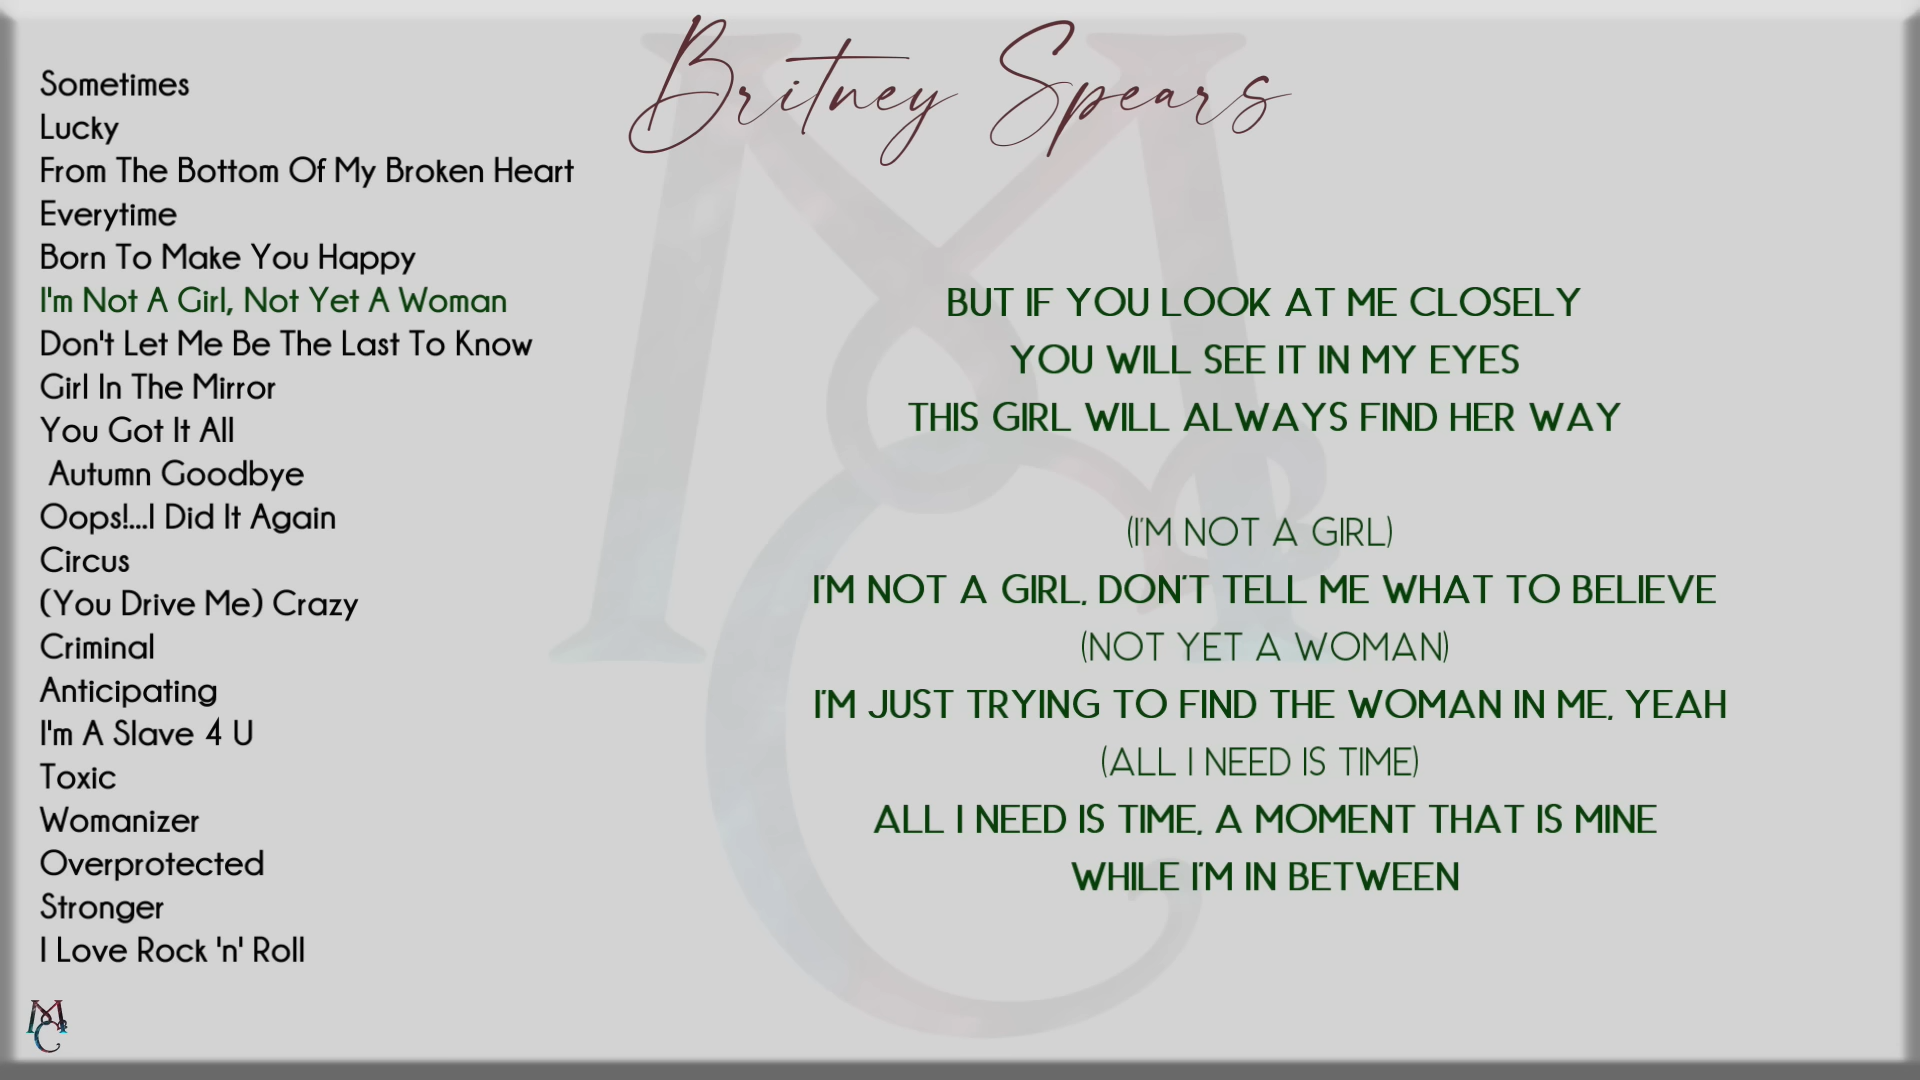 Britney Spears
Sometimes
Lucky
From The Bottom Of My Broken Heart
Everytime
Born To Make You Happy
I'm Not A Girl, Not Yet A Woman
Don't Let Me Be The Last To Know
Girl In The Mirror
You Got It All
Autumn Goodbye
Oops!...I Did It Again
Circus
(You Drive Me) Crazy
Criminal
Anticipating
I'm A Slave 4 U
Toxic
Womanizer
Overprotected
Stronger
I Love Rock 'n' Roll
BUT IF YOU LOOK AT ME CLOSELY
YOU WILL SEE IT IN MY EYES
THIS GIRL WILL ALWAYS FIND HER WAY
(I'M NOT A GIRL)
I'M NOT A GIRL, DON'T TELL ME WHAT TO BELIEVE
(NOT YET A WOMAN)
I'M JUST TRYING TO FIND THE WOMAN IN ME, YEAH
(ALL I NEED IS TIME)
ALL I NEED IS TIME, A MOMENT THAT IS MINE
WHILE I'M IN BETWEEN
MC